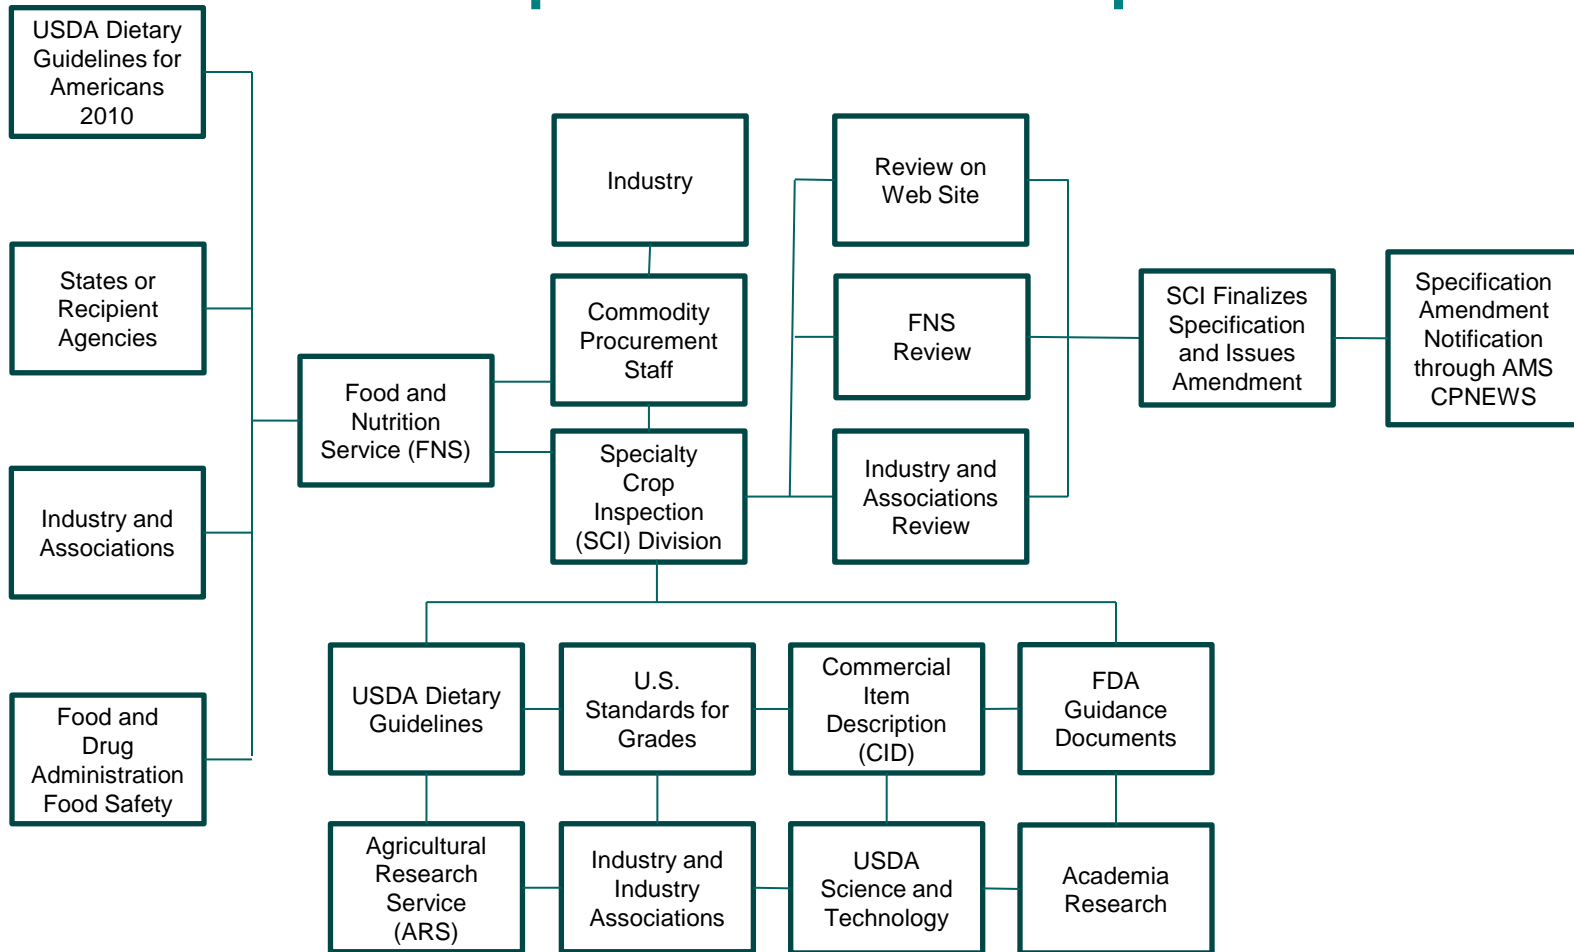 USDA Dietary
Guidelines for
Americans
2010
States or
Recipient
Agencies
Industry and
Associations
Food and
Drug
Administration
Food Safety
Food and
Nutrition
Service (FNS)
Industry
Commodity
Procurement
Staff
Specialty
Crop
Inspection
(SCI) Division
Review on
Web Site
FNS
Review
Industry and
Associations
Review
SCI Finalizes
Specification
and Issues
Amendment
Specification
Amendment
Notification
through AMS
CPNEWS
USDA Dietary
Guidelines
U.S.
Standards for
Grades
Commercial
Item
Description
(CID)
FDA
Guidance
Documents
Agricultural
Research
Service
(ARS)
Industry and
Industry
Associations
USDA
Science and
Technology
Academia
Research